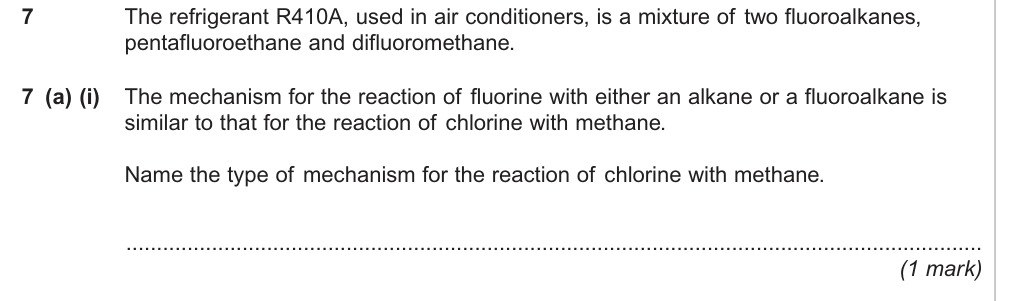 7 The refrigerant R410A, used in air conditioners, is a mixture of two fluoroalkanes,
pentafluoroethane and difluoromethane.
7 (a) (i) The mechanism for the reaction of fluorine with either an alkane or a fluoroalkane is
similar to that for the reaction of chlorine with methane.
Name the type of mechanism for the reaction of chlorine with methane.
................................................................................................................................................
(1 mark)